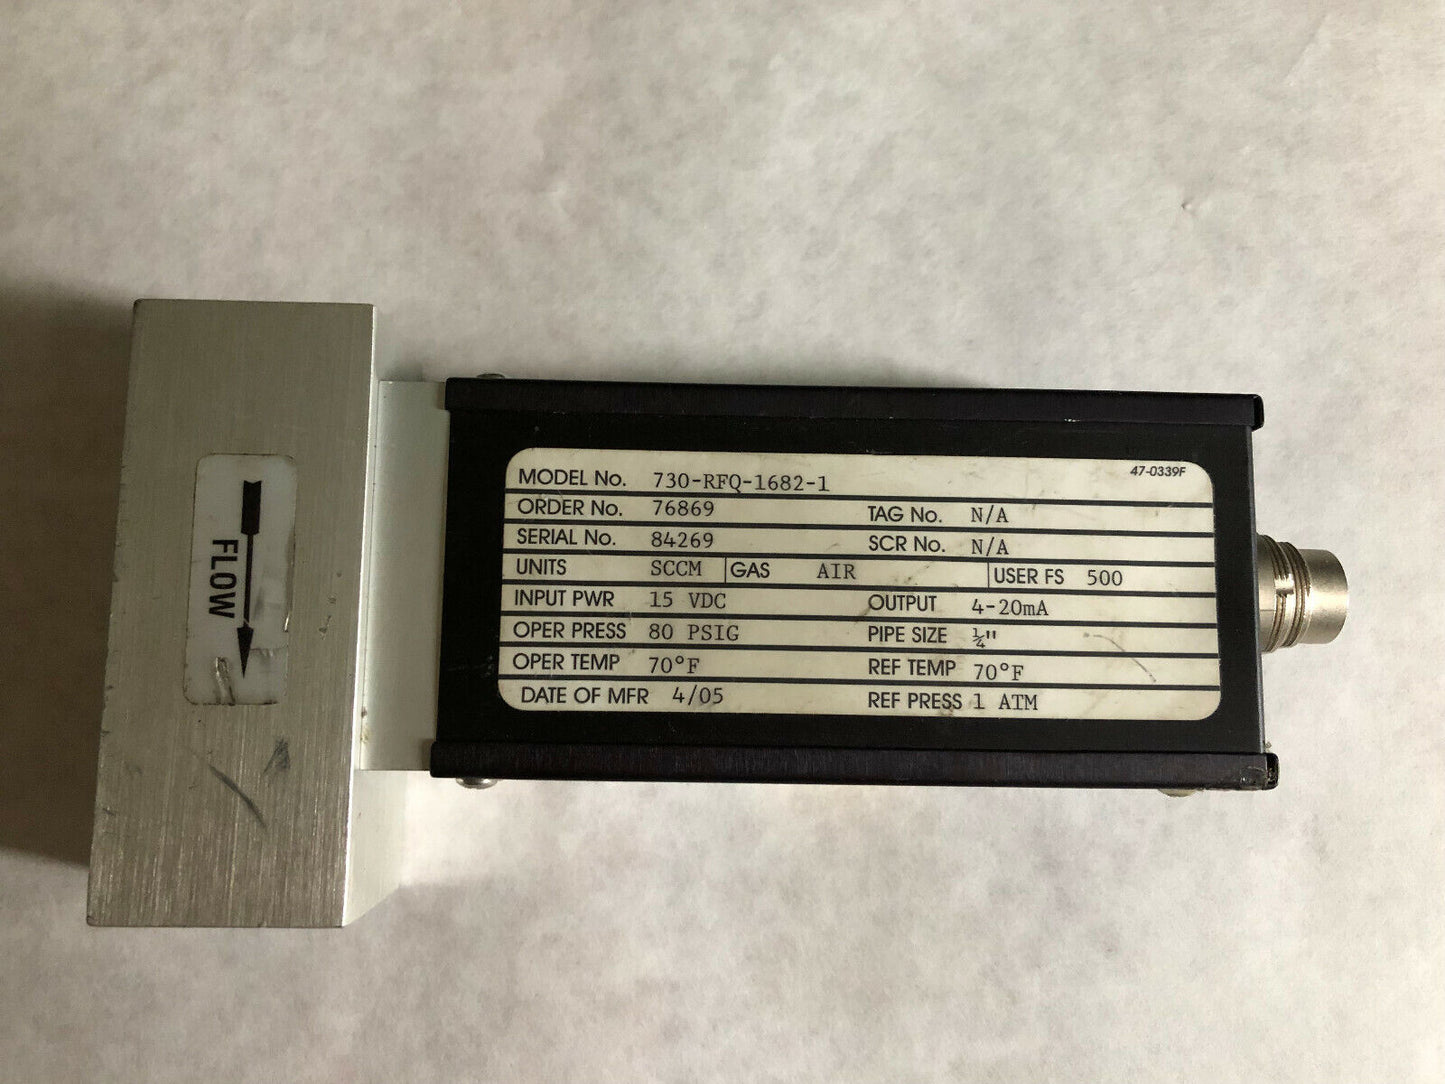 FLOW
47-0339F
MODEL No. 730-RFQ-1682-1
ORDER No. 76869 TAG No. N/A
SERIAL No. 84269 SCR No. N/A
UNITS SCCM GAS AIR USER FS 500
INPUT PWR 15 VDC OUTPUT 4-20mA
OPER PRESS 80 PSIG PIPE SIZE ¼"
OPER TEMP 70°F REF TEMP 70°F
DATE OF MFR 4/05 REF PRESS 1 ATM